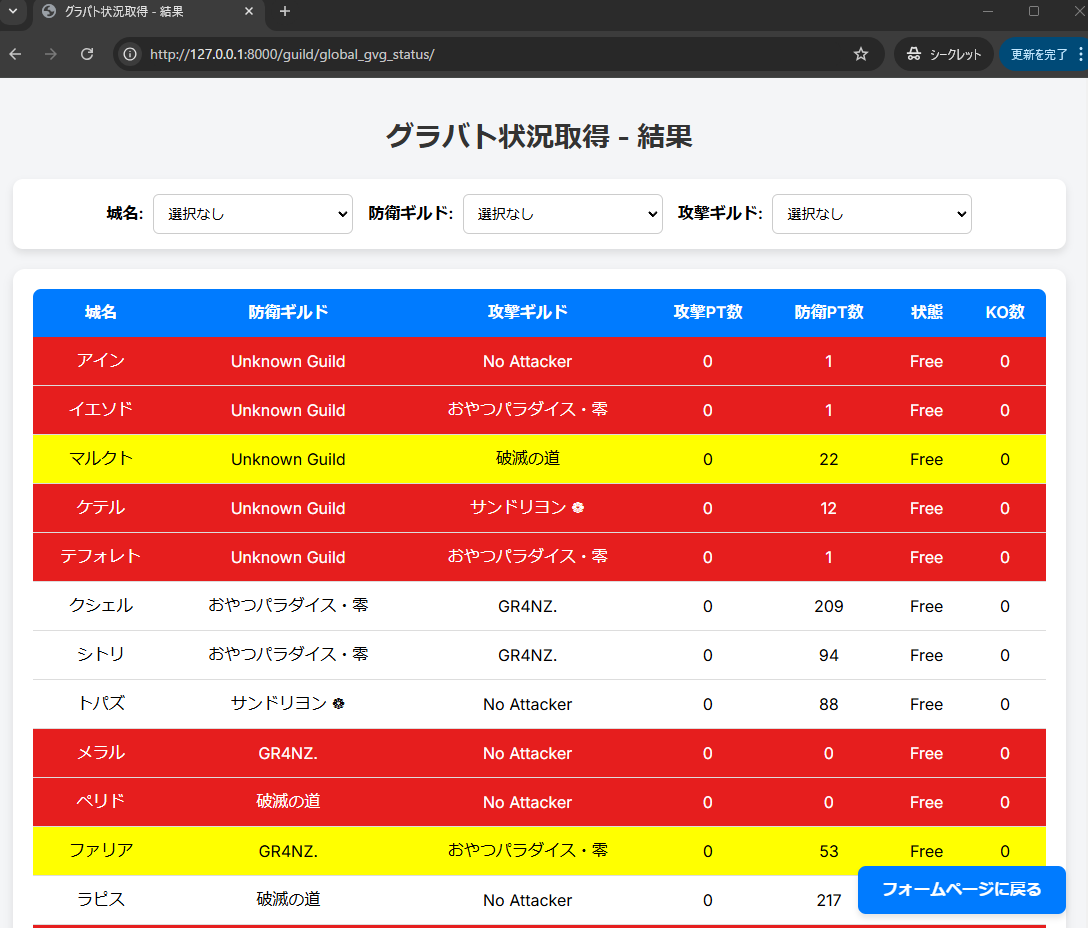 グラバト状況取得 - 結果
http://127.0.0.1:8000/guild/global_gvg_status/
シークレット
更新を完了
グラバト状況取得 - 結果
城名: 選択なし 防衛ギルド: 選択なし 攻撃ギルド: 選択なし
城名 防衛ギルド 攻撃ギルド 攻撃PT数 防衛PT数 状態 KO数
アイン Unknown Guild No Attacker 0 1 Free 0
イエソド Unknown Guild おやつパラダイス・零 0 1 Free 0
マルクト Unknown Guild 破滅の道 0 22 Free 0
ケテル Unknown Guild サンドリヨン ❁ 0 12 Free 0
テフォレト Unknown Guild おやつパラダイス・零 0 1 Free 0
クシェル おやつパラダイス・零 GR4NZ. 0 209 Free 0
シトリ おやつパラダイス・零 GR4NZ. 0 94 Free 0
トパズ サンドリヨン ❁ No Attacker 0 88 Free 0
メラル GR4NZ. No Attacker 0 0 Free 0
ペリド 破滅の道 No Attacker 0 0 Free 0
ファリア GR4NZ. おやつパラダイス・零 0 53 Free 0
ラピス 破滅の道 No Attacker 0 217
フォームページに戻る